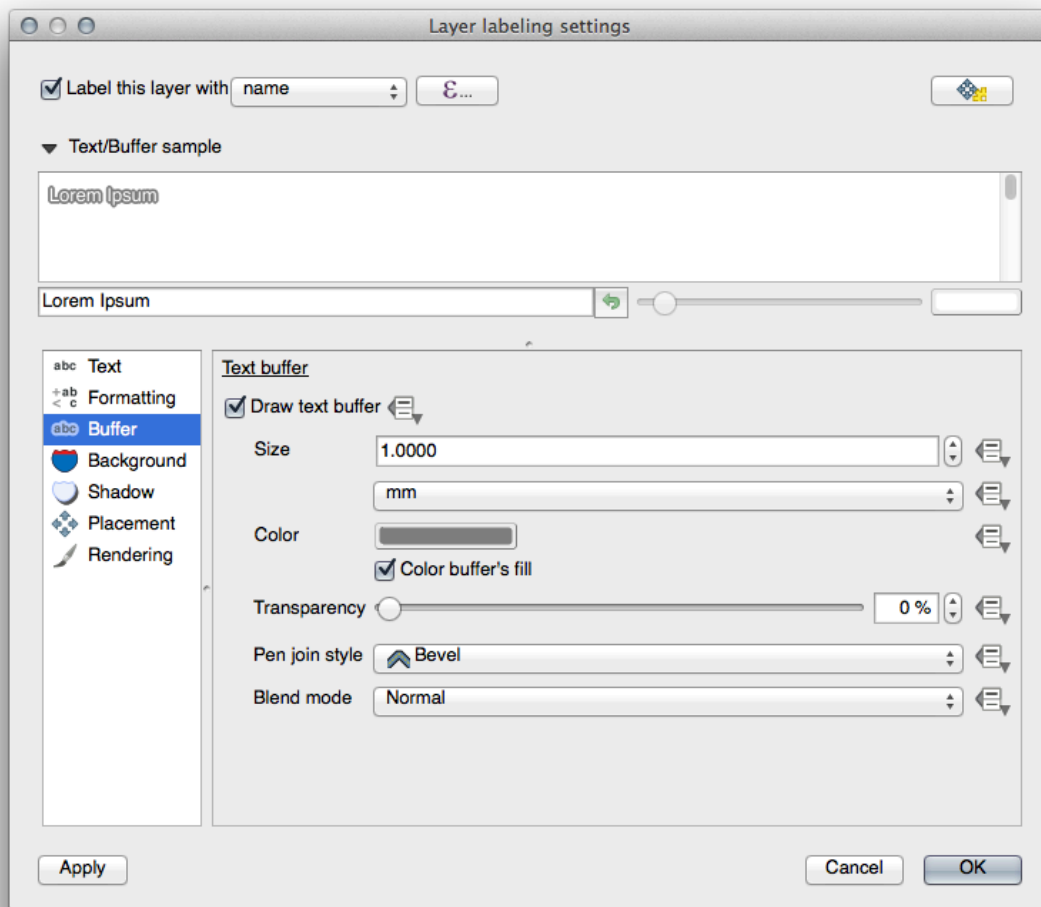 Layer labeling settings
Label this layer with name ε...
Text/Buffer sample
Lorem Ipsum
Lorem Ipsum
abc Text
+ab < c Formatting
abc Buffer
Background
Shadow
Placement
Rendering
Text buffer
Draw text buffer
Size 1.0000
mm
Color
Color buffer's fill
Transparency 0 %
Pen join style Bevel
Blend mode Normal
Apply Cancel OK